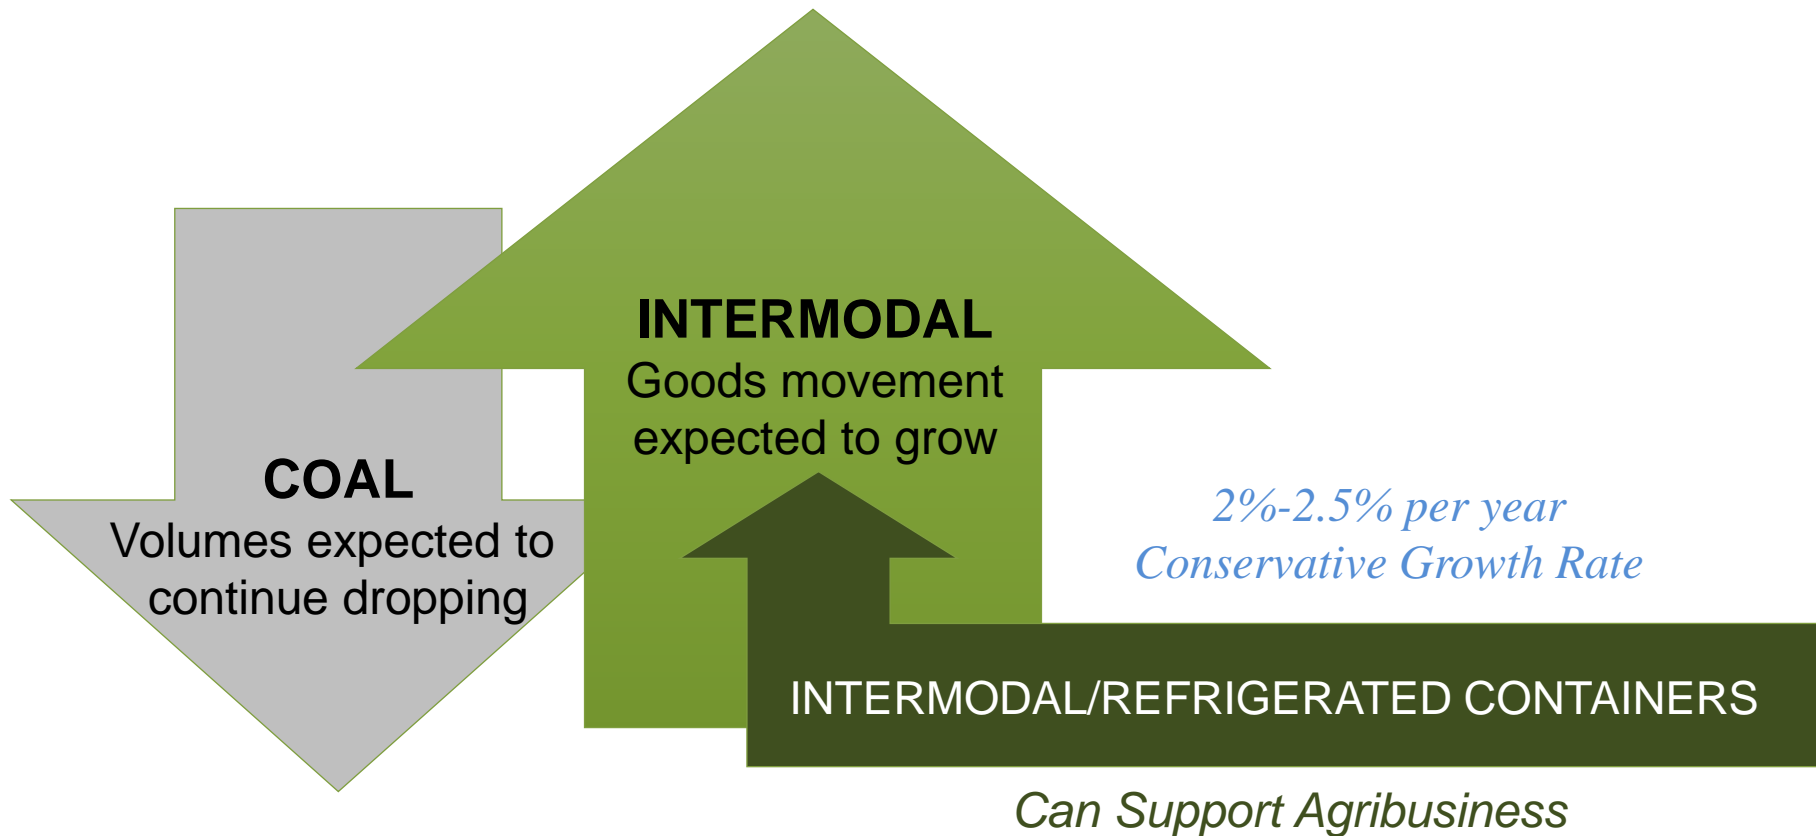 COAL
Volumes expected to
continue dropping
INTERMODAL
Goods movement
expected to grow
2%-2.5% per year
Conservative Growth Rate
INTERMODAL/REFRIGERATED CONTAINERS
Can Support Agribusiness